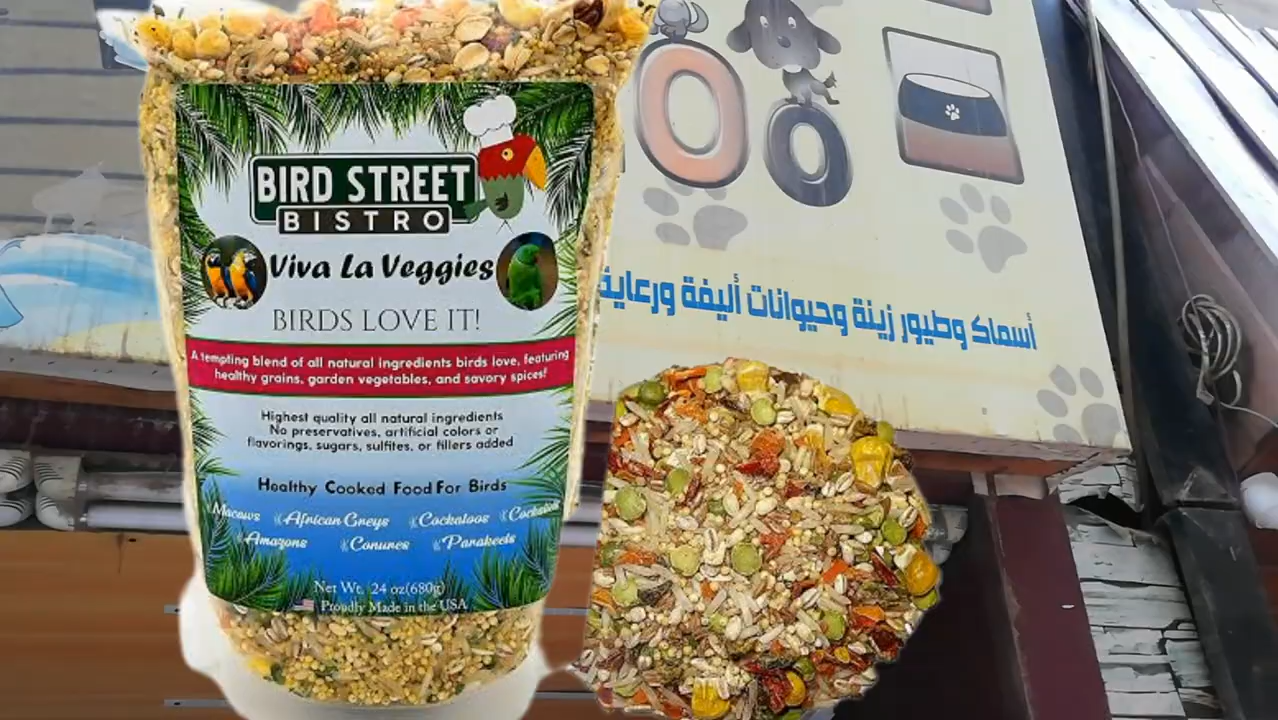 BIRD STREET
BISTRO
Viva La Veggies
BIRDS LOVE IT!
A tempting blend of all natural ingredients birds love, featuring
healthy grains, garden vegetables, and savory spices!
Highest quality all natural ingredients
No preservatives, artificial colors or
flavorings, sugars, sulfites, or fillers added
Healthy Cooked Food For Birds
Macaws African Greys Cockatoos
Amazons Conures Parakeets
Net Wt. 24 oz(680g)
Proudly Made in the USA
OO
أسماك وطيور زينة وحيوانات أليفة ورعاية